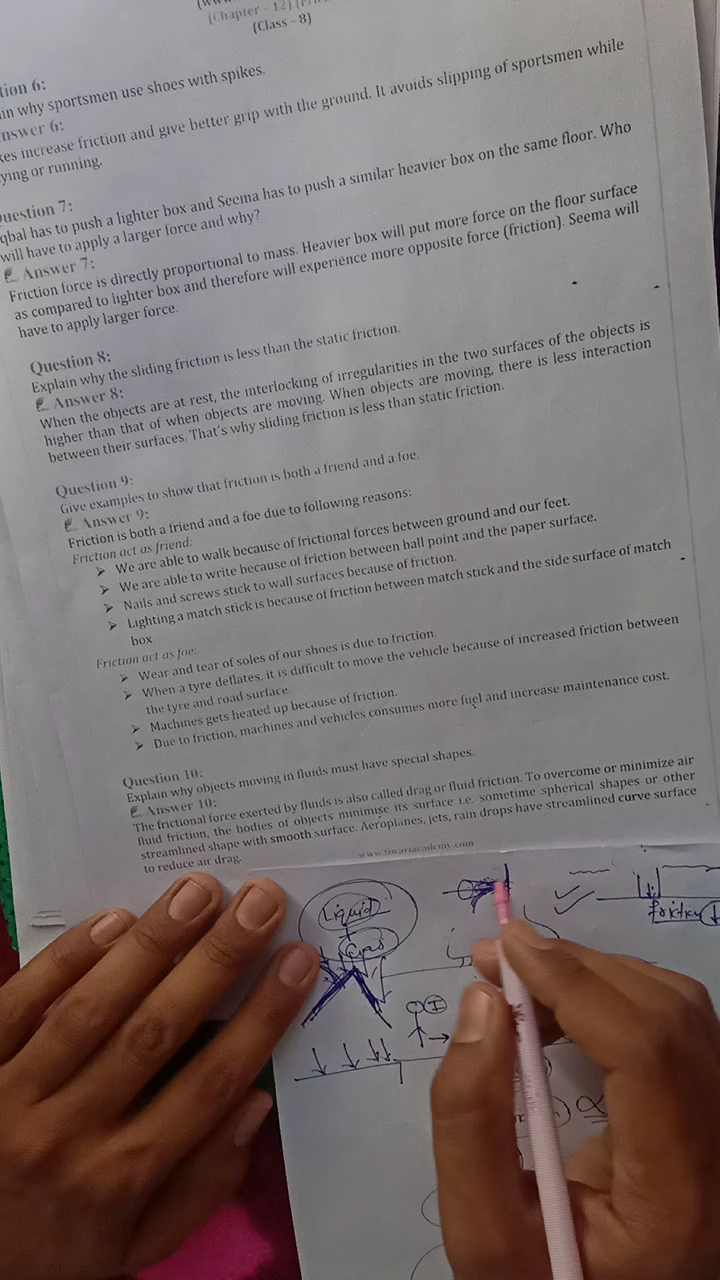 (Chapter - 12)
(Class - 8)
tion 6:
in why sportsmen use shoes with spikes.
nswer 6:
kes increase friction and give better grip with the ground. It avoids slipping of sportsmen while
ying or running.
uestion 7:
qbal has to push a lighter box and Seema has to push a similar heavier box on the same floor. Who
will have to apply a larger force and why?
Answer 7:
Friction force is directly proportional to mass. Heavier box will put more force on the floor surface
as compared to lighter box and therefore will experience more opposite force (friction). Seema will
have to apply larger force.
Question 8:
Explain why the sliding friction is less than the static friction.
Answer 8:
When the objects are at rest, the interlocking of irregularities in the two surfaces of the objects is
higher than that of when objects are moving. When objects are moving, there is less interaction
between their surfaces. That's why sliding friction is less than static friction.
Question 9:
Give examples to show that friction is both a friend and a foe.
Answer 9:
Friction is both a friend and a foe due to following reasons:
Friction act as friend:
➤ We are able to walk because of frictional forces between ground and our feet.
➤ We are able to write because of friction between ball point and the paper surface.
➤ Nails and screws stick to wall surfaces because of friction.
➤ Lighting a match stick is because of friction between match stick and the side surface of match
box.
Friction act as foe:
➤ Wear and tear of soles of our shoes is due to friction.
➤ When a tyre deflates, it is difficult to move the vehicle because of increased friction between
the tyre and road surface.
➤ Machines gets heated up because of friction.
➤ Due to friction, machines and vehicles consumes more fuel and increase maintenance cost.
Question 10:
Explain why objects moving in fluids must have special shapes.
Answer 10:
The frictional force exerted by fluids is also called drag or fluid friction. To overcome or minimize air
fluid friction, the bodies of objects minimise its surface i.e. sometime spherical shapes or other
streamlined shape with smooth surface. Aeroplanes, jets, rain drops have streamlined curve surface
to reduce air drag.
www.tiwariacademy.com
Liquid
+
friction ↓
I